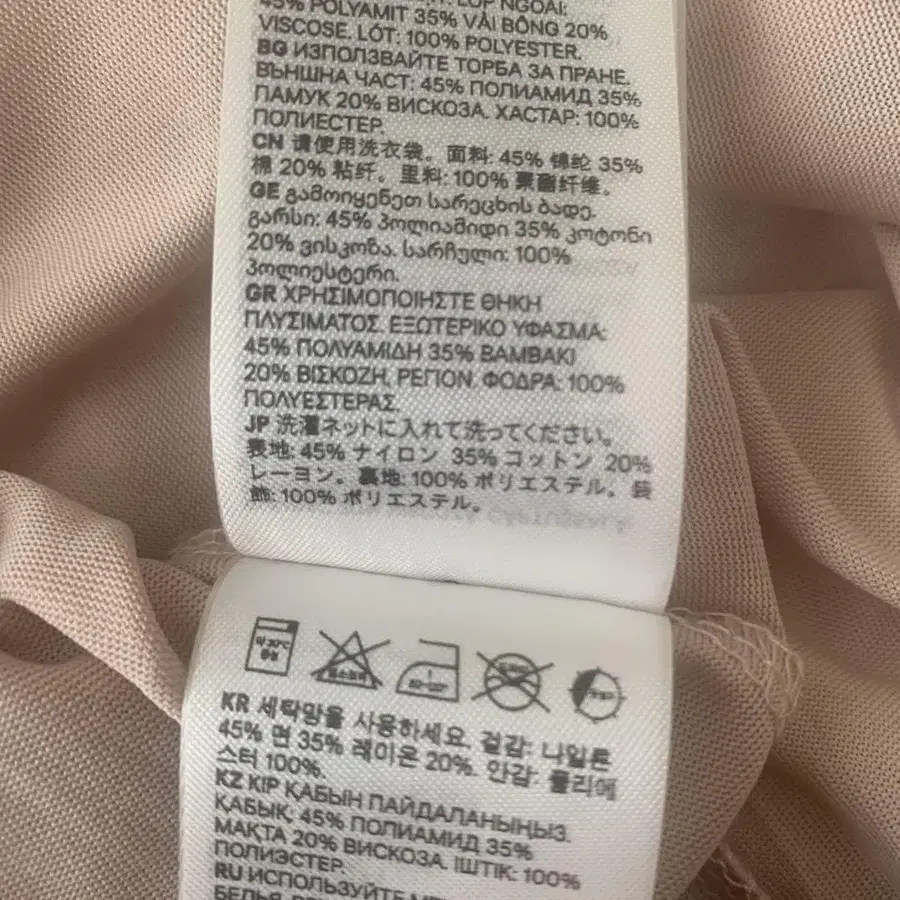 LỚP NGOÀI:
45% POLYAMIT 35% VẢI BÔNG 20%
VISCOSE. LÓT: 100% POLYESTER.
BG ИЗПОЛЗВАЙТЕ ТОРБА ЗА ПРАНЕ.
ВЪНШНА ЧАСТ: 45% ПОЛИАМИД 35%
ПАМУК 20% ВИСКОЗА. ХАСТАР: 100%
ПОЛИЕСТЕР.
CN 请使用洗衣袋。面料: 45% 锦纶 35%
棉 20% 粘纤。里料: 100% 聚酯纤维。
GE გამოიყენეთ სარეცხის ბადე.
გარსი: 45% პოლიამიდი 35% კოტონი
20% ვისკოზა. სარჩული: 100%
პოლიესტერი.
GR ΧΡΗΣΙΜΟΠΟΙΗΣΤΕ ΘΗΚΗ
ΠΛΥΣΙΜΑΤΟΣ. ΕΞΩΤΕΡΙΚΟ ΥΦΑΣΜΑ:
45% ΠΟΛΥΑΜΙΔΗ 35% ΒΑΜΒΑΚΙ
20% ΒΙΣΚΟΖΗ, ΡΕΓΙΟΝ. ΦΟΔΡΑ: 100%
ΠΟΛΥΕΣΤΕΡΑΣ.
JP 洗濯ネットに入れて洗ってください。
表地: 45% ナイロン 35% コットン 20%
レーヨン。裏地: 100% ポリエステル。装
飾: 100% ポリエステル。
약 30℃
중성
KR 세탁망을 사용하세요. 겉감: 나일론
45% 면 35% 레이온 20%. 안감: 폴리에
스터 100%.
KZ КІР ҚАБЫН ПАЙДАЛАНЫҢЫЗ.
ҚАБЫҚ: 45% ПОЛИАМИД 35%
МАҚТА 20% ВИСКОЗА. ІШТІК: 100%
ПОЛИЭСТЕР.
RU ИСПОЛЬЗУЙТЕ
БЕЛЬЯ.